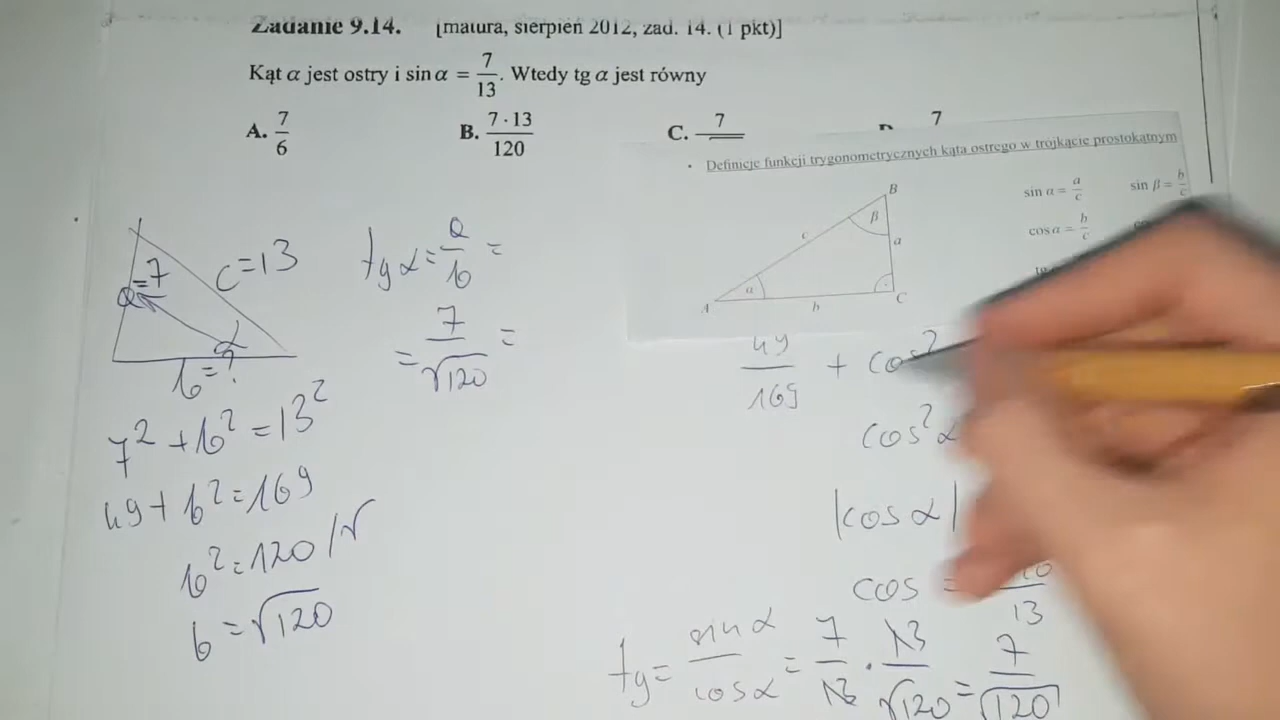 Zadanie 9.14. [matura, sierpień 2012, zad. 14. (1 pkt)]
Kąt α jest ostry i sin α = 7/13. Wtedy tg α jest równy
A. 7/6 B. 7·13/120 C. 7 D. 7
• Definicje funkcji trygonometrycznych kąta ostrego w trójkącie prostokątnym
sin α = a/c sin β = b/c
cos α = b/c
B
β
c
a
α
A
b
C
a=7
c=13
α
b=?
7² + b² = 13²
49 + b² = 169
b² = 120 /√
b = √120
tg α = a/b =
= 7/√120 =
49/169 + cos²
cos² α
|cos α|
cos = 13
tg = sin α/cos α = 7/13 · 13/√120 = 7/√120